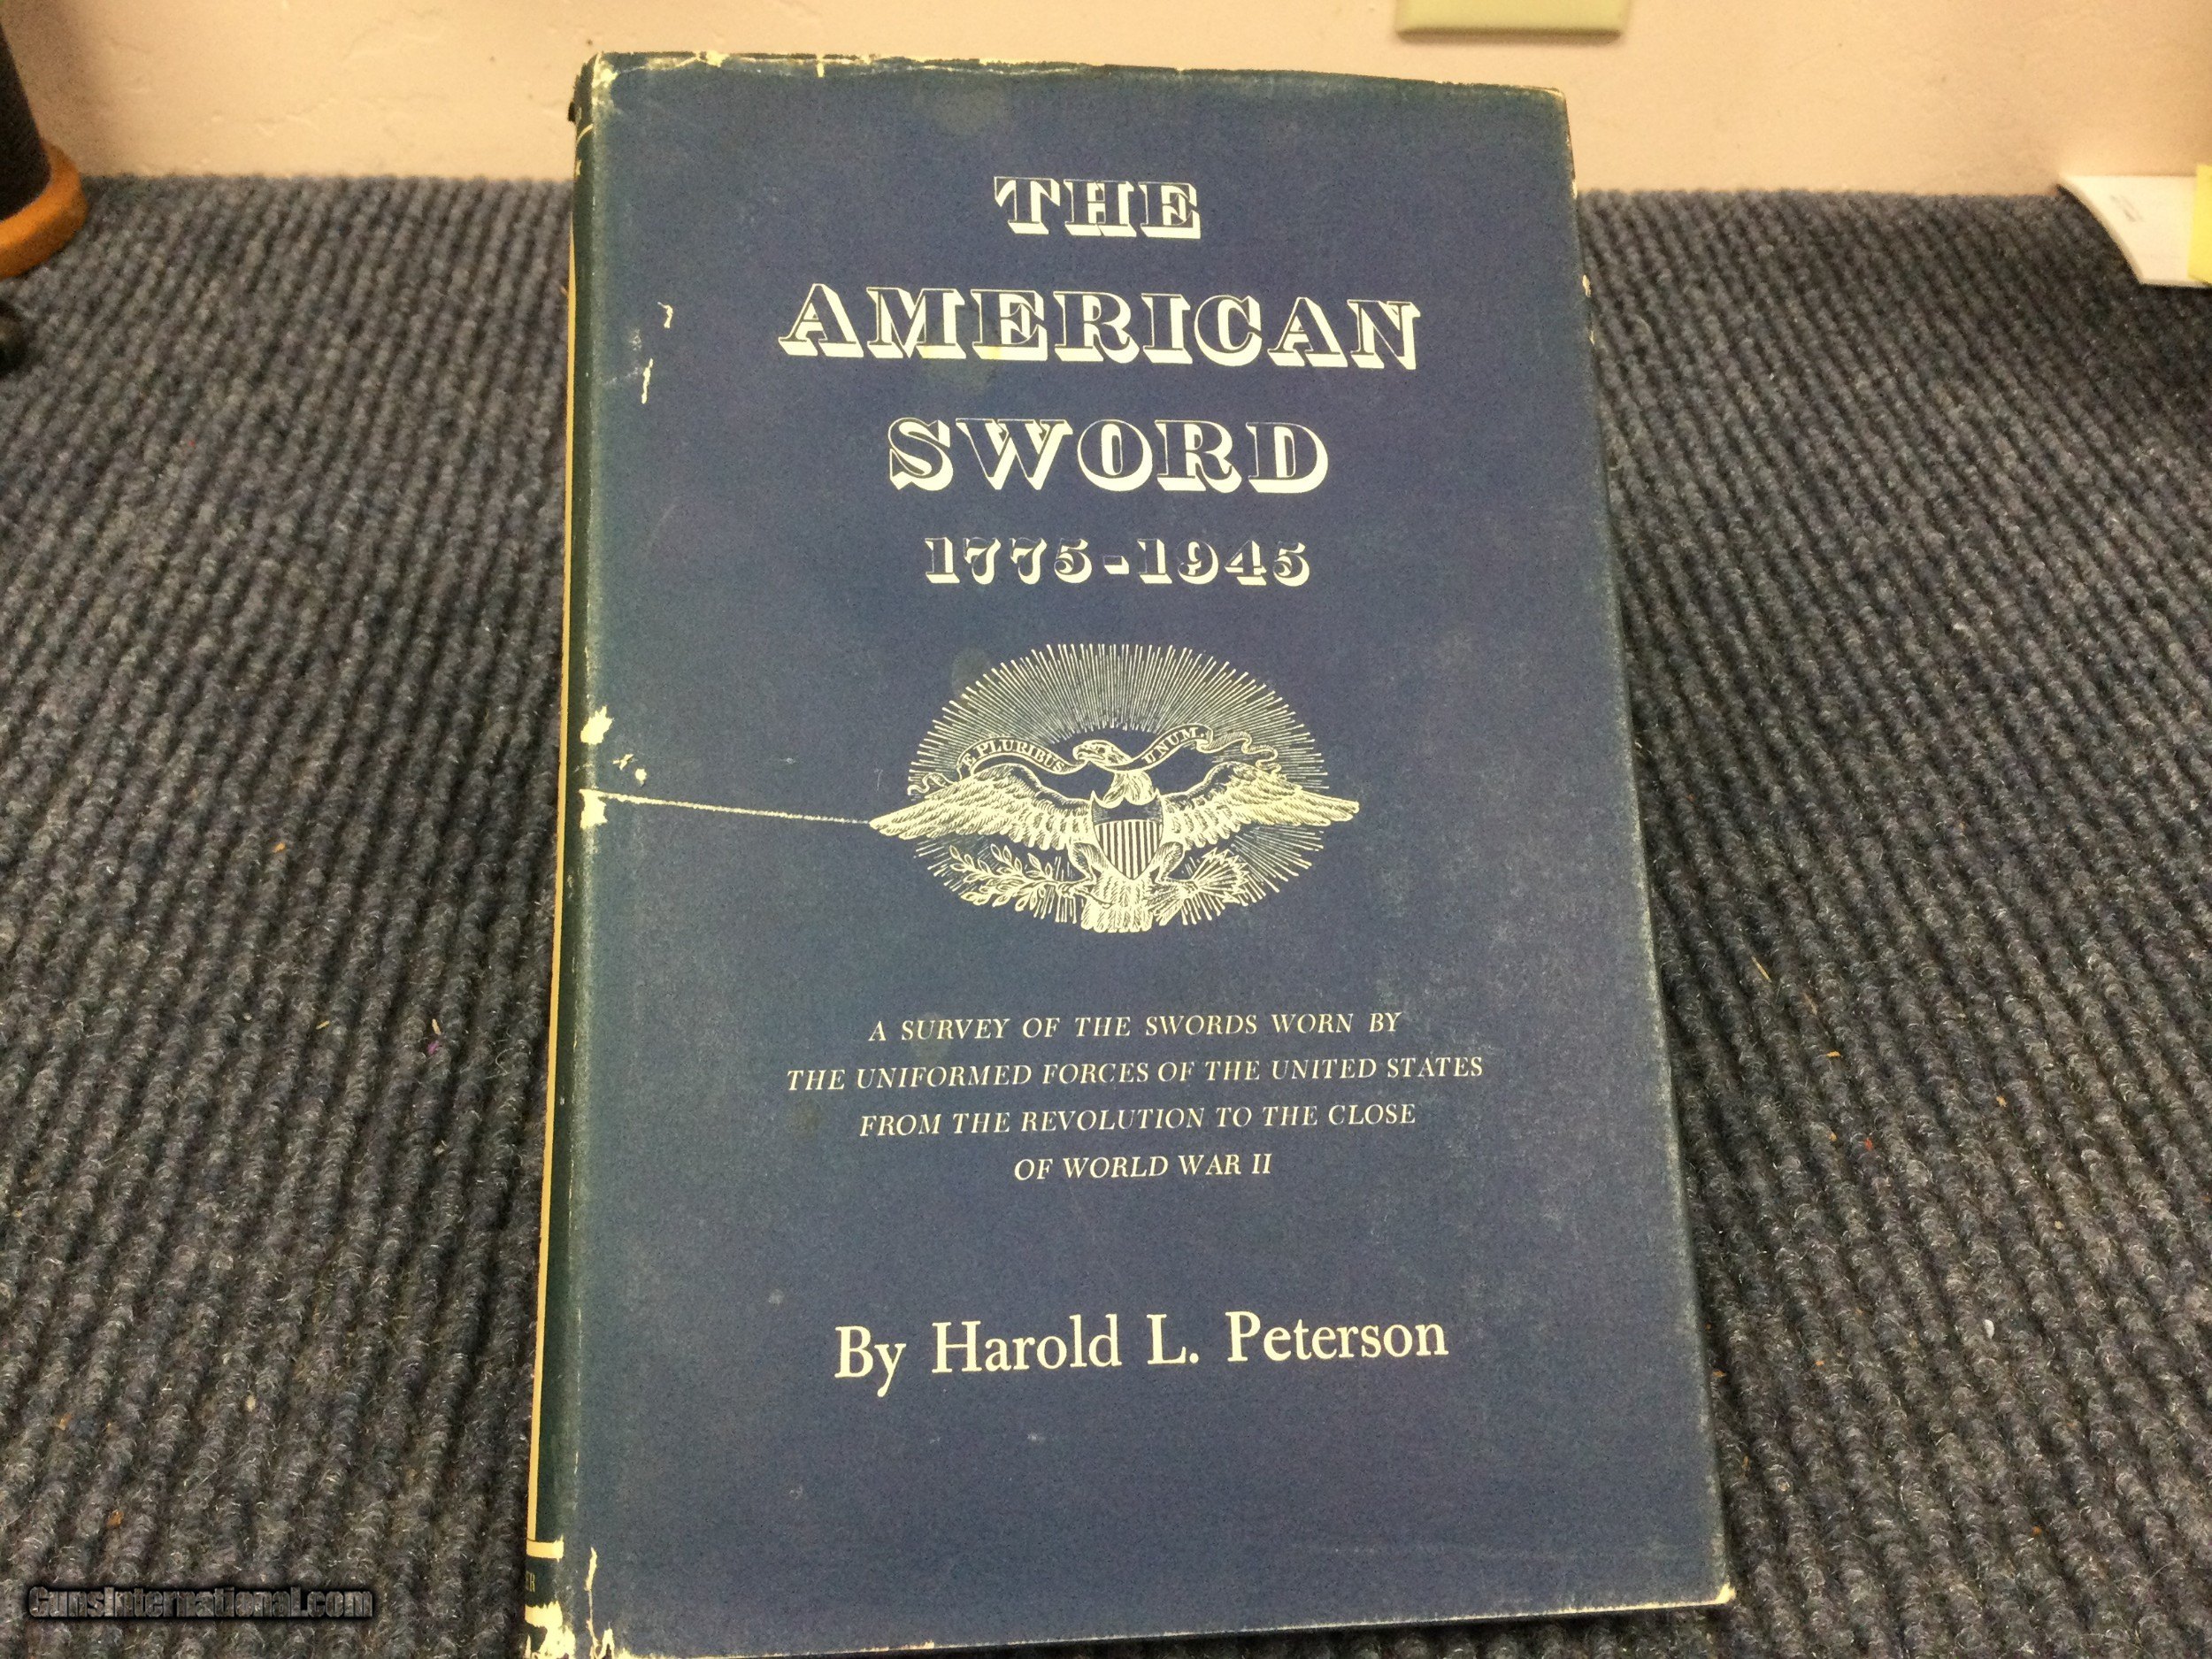 THE
AMERICAN
SWORD
1775-1945
E PLURIBUS UNUM.
A SURVEY OF THE SWORDS WORN BY
THE UNIFORMED FORCES OF THE UNITED STATES
FROM THE REVOLUTION TO THE CLOSE
OF WORLD WAR II
By Harold L. Peterson
GunsInternational.com